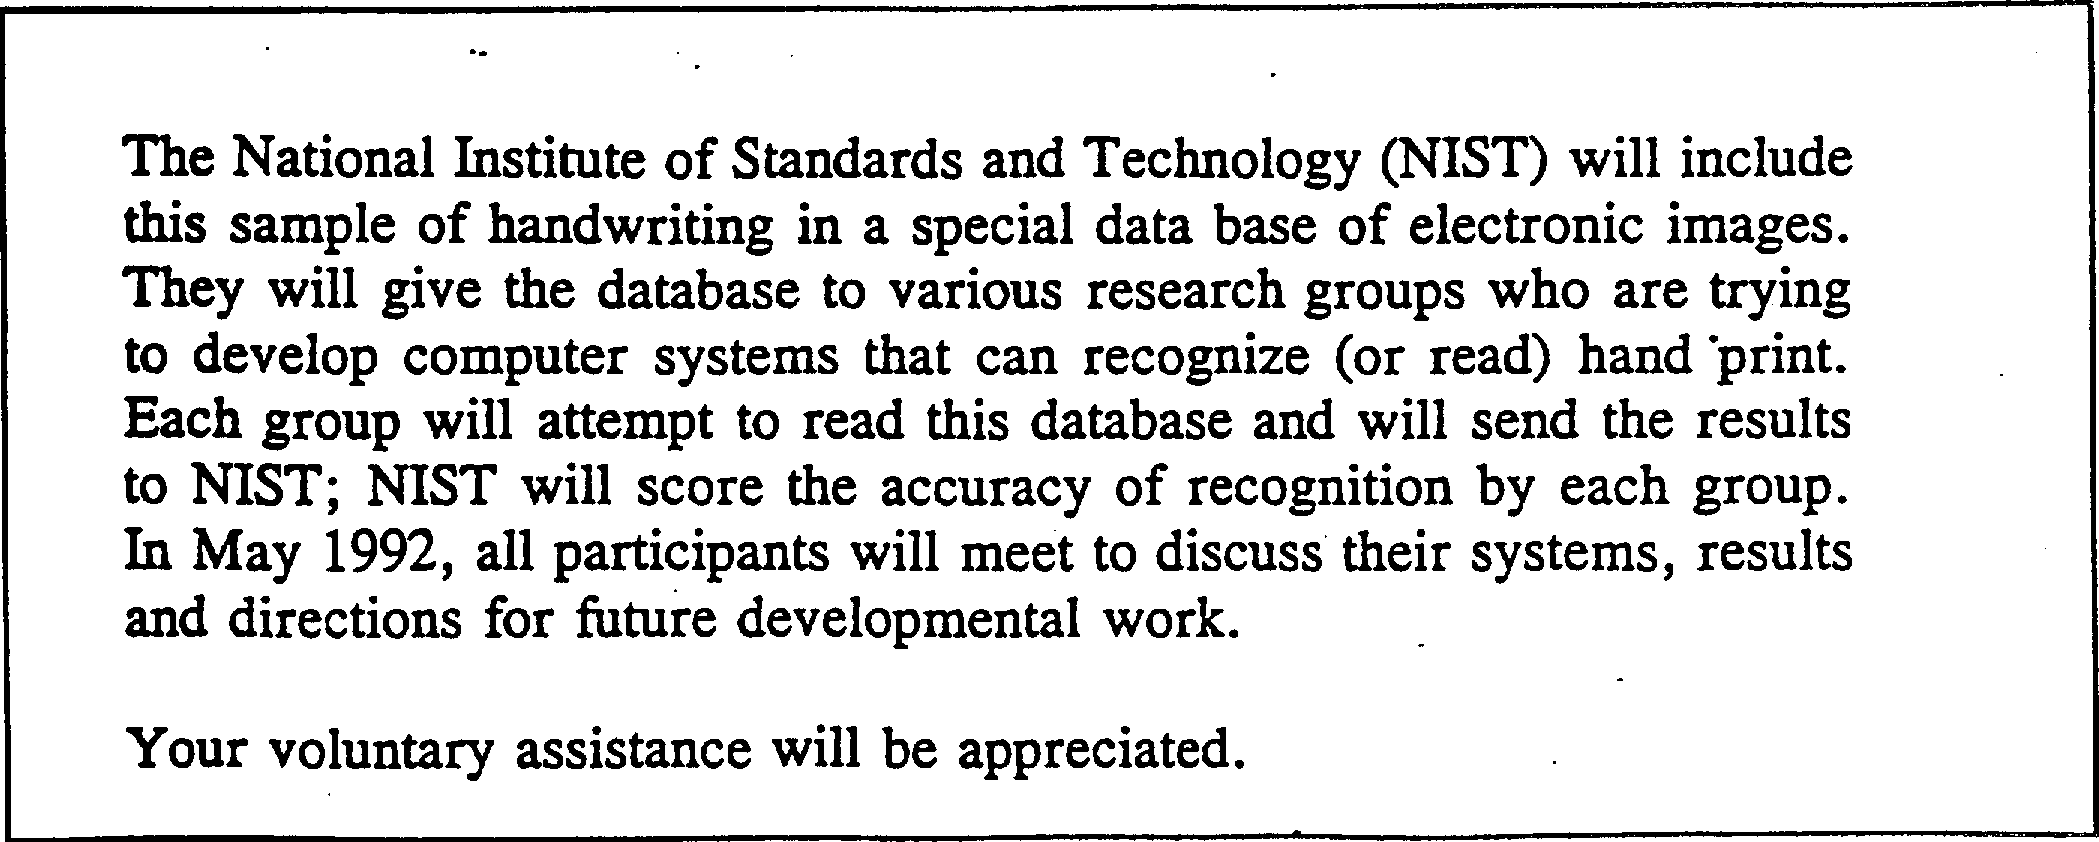 The National Institute of Standards and Technology (NIST) will include
this sample of handwriting in a special data base of electronic images.
They will give the database to various research groups who are trying
to develop computer systems that can recognize (or read) hand print.
Each group will attempt to read this database and will send the results
to NIST; NIST will score the accuracy of recognition by each group.
In May 1992, all participants will meet to discuss their systems, results
and directions for future developmental work.
Your voluntary assistance will be appreciated.